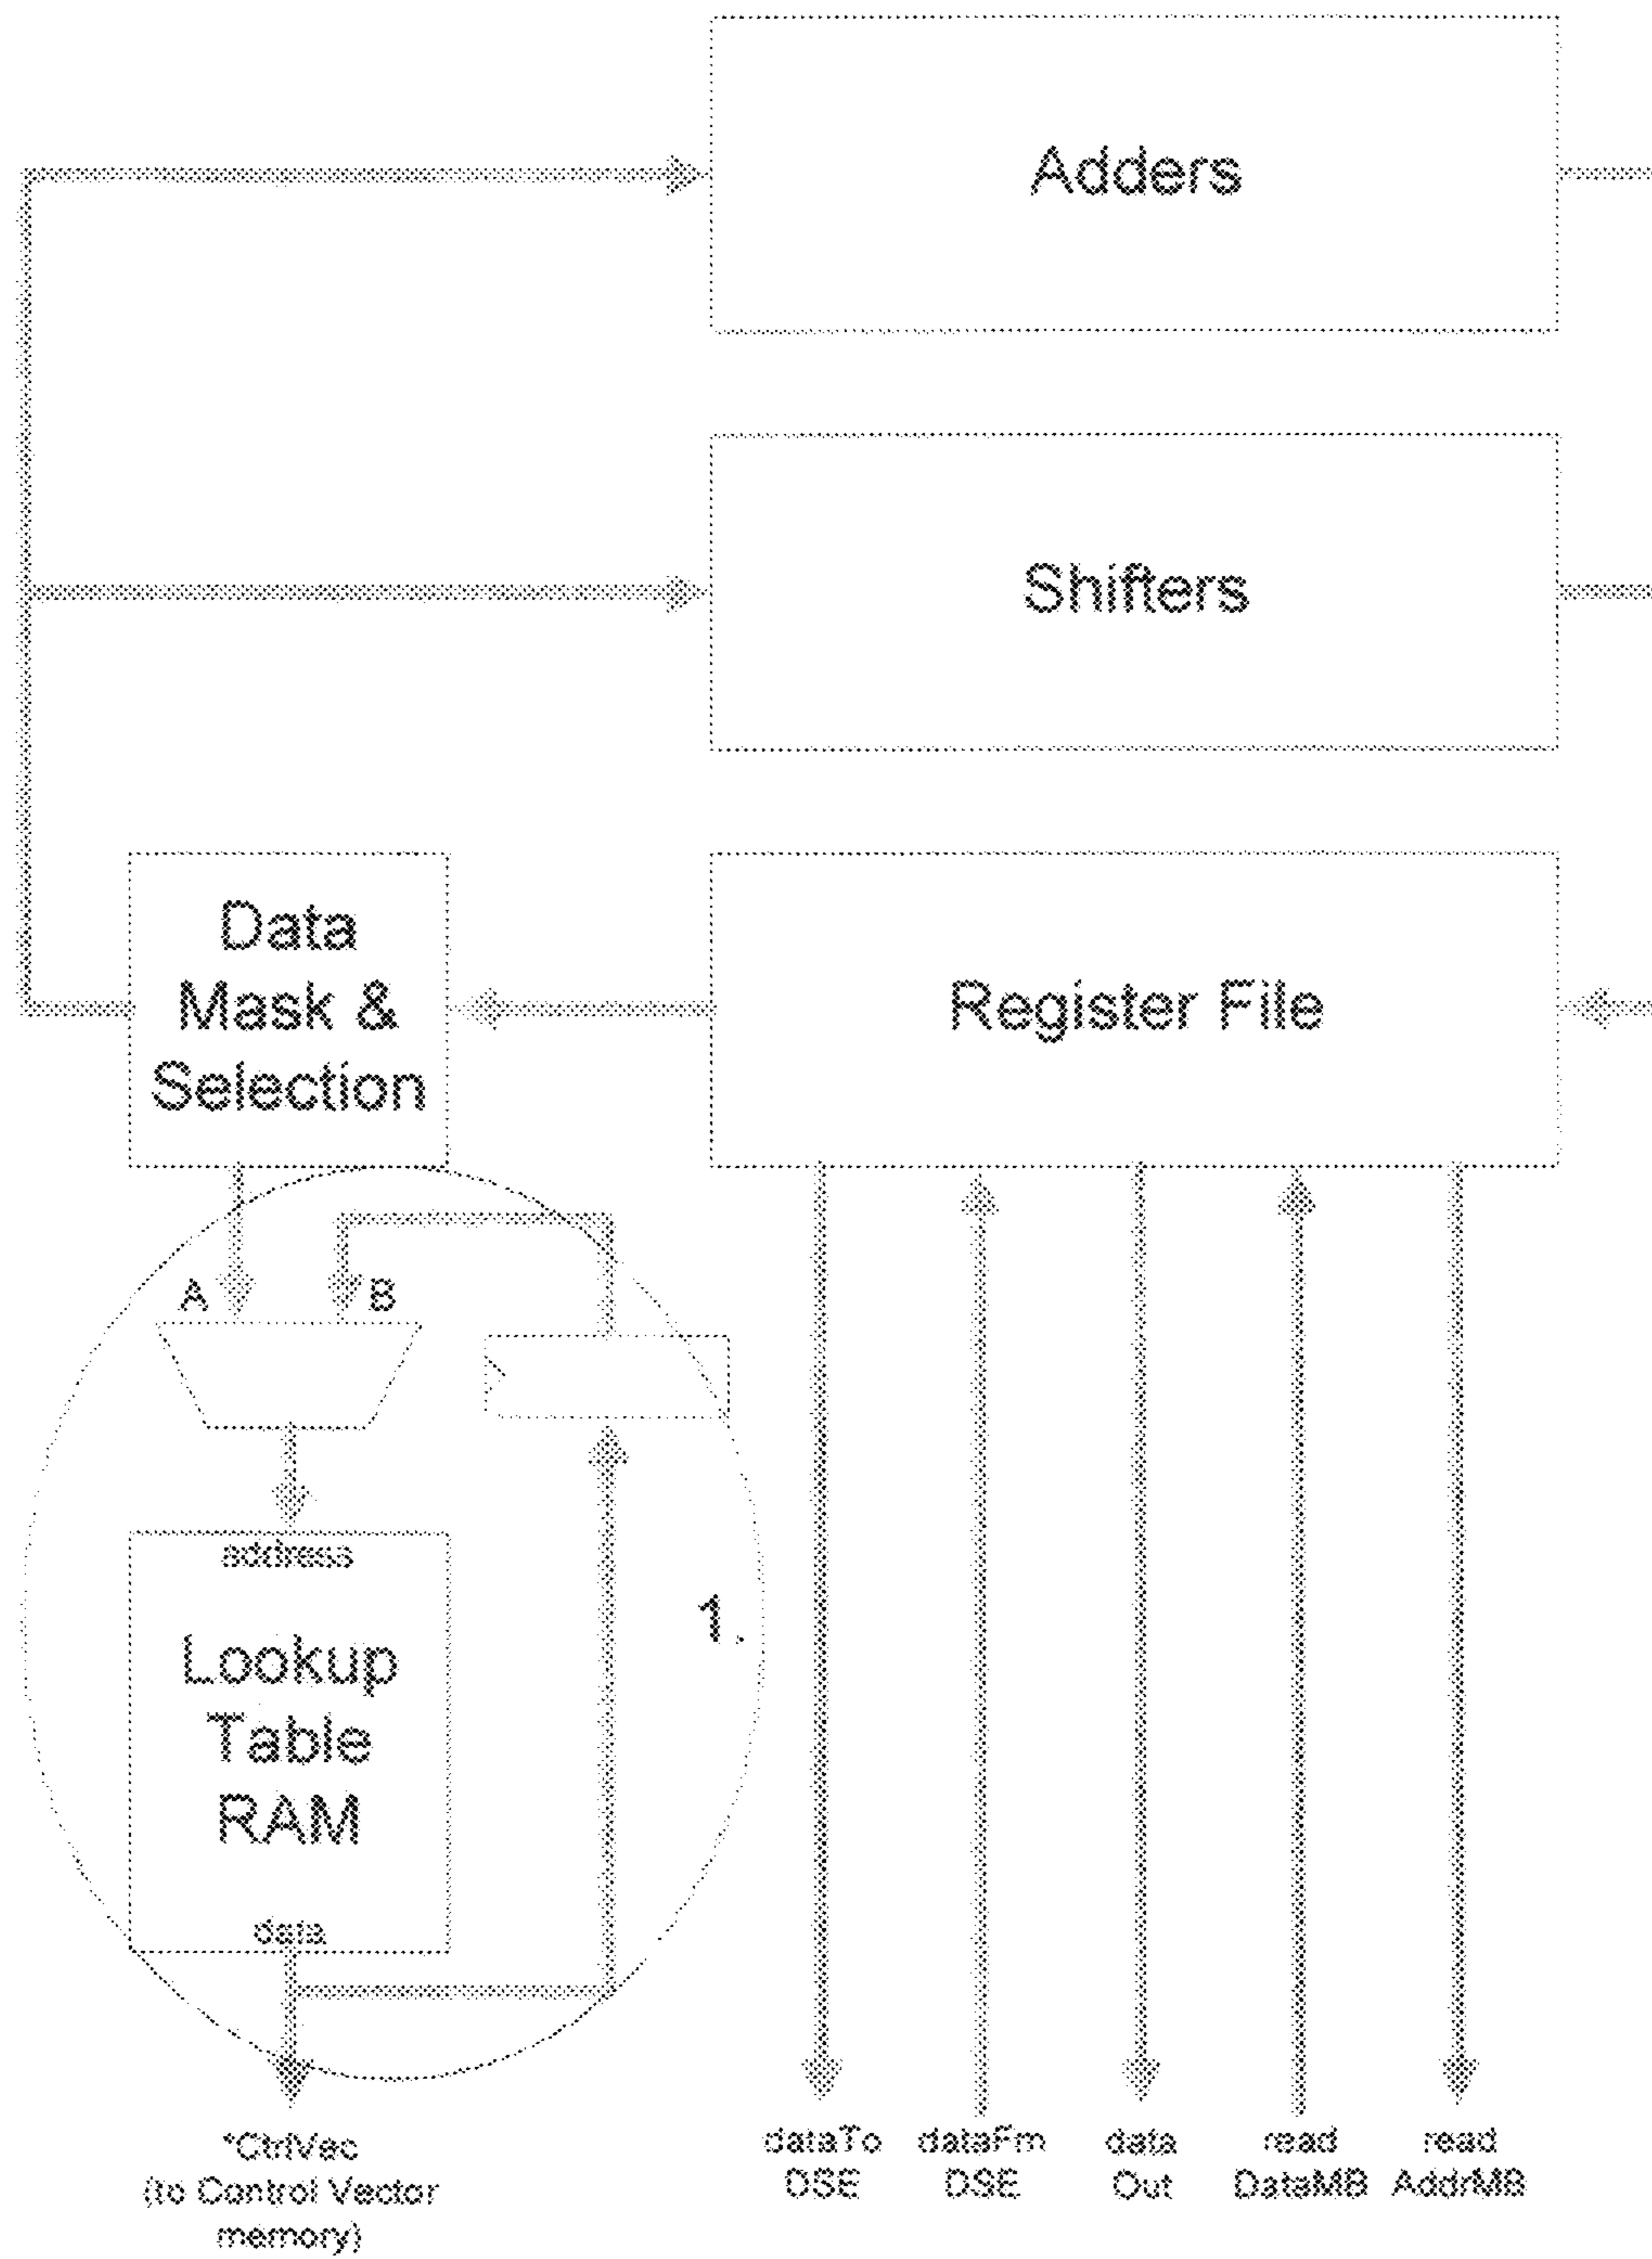 Adders
Shifters
Data
Mask &
Selection
Register File
A
B
address
1.
Lookup
Table
RAM
data
*CtrlVec
(to Control Vector
memory)
dataTo
DSE
dataFm
DSE
data
Out
read
DataMB
read
AddrMB